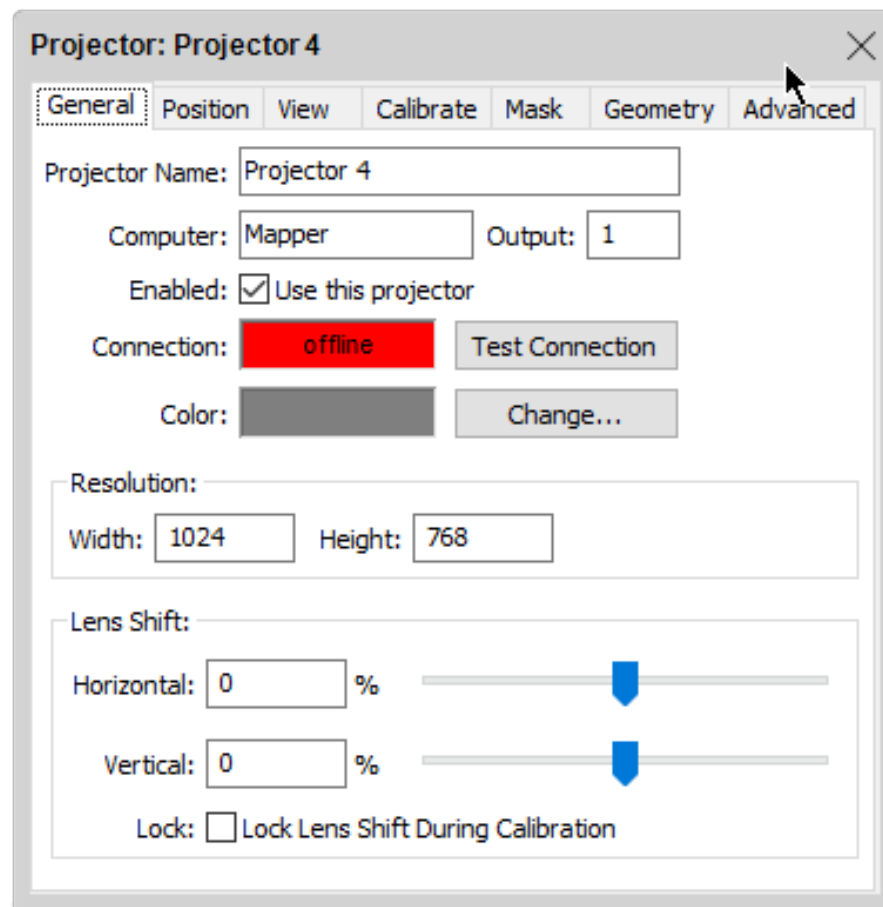 Projector: Projector 4
General Position View Calibrate Mask Geometry Advanced
Projector Name: Projector 4
Computer: Mapper Output: 1
Enabled: Use this projector
Connection: offline Test Connection
Color: Change...
Resolution:
Width: 1024 Height: 768
Lens Shift:
Horizontal: 0 %
Vertical: 0 %
Lock: Lock Lens Shift During Calibration